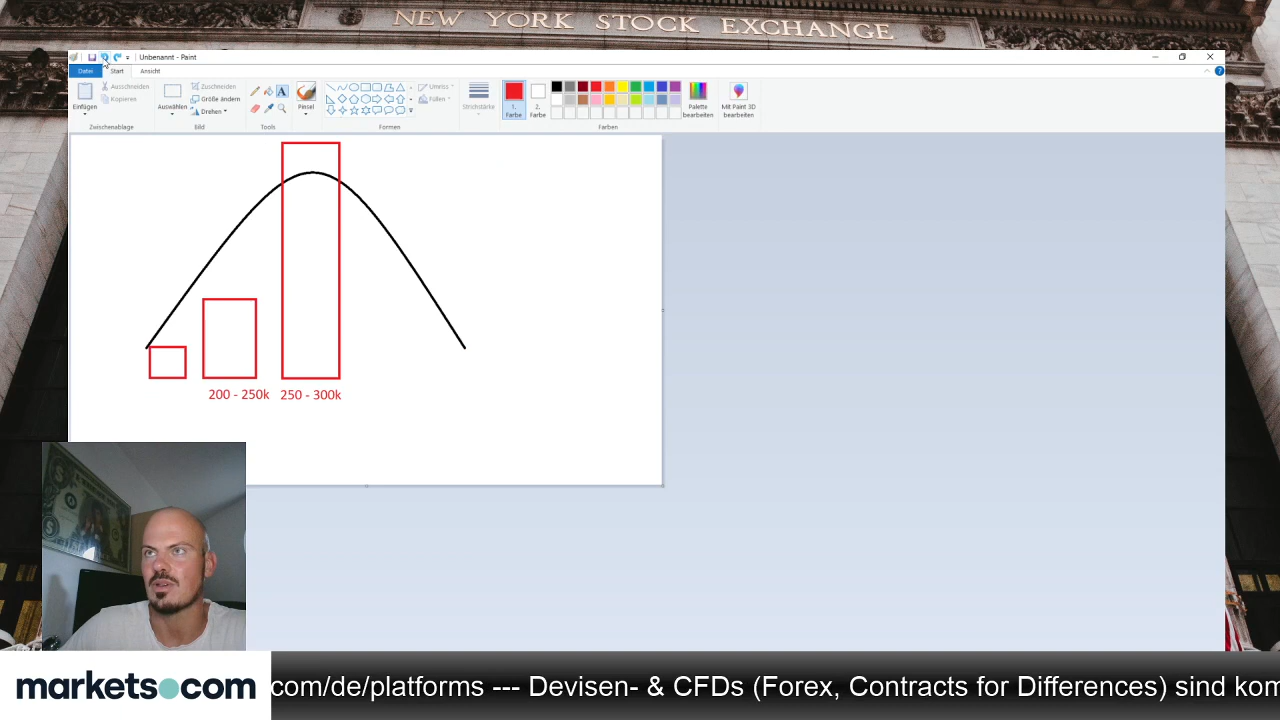 NEW YORK STOCK EXCHANGE
Unbenannt - Paint
Datei Start Ansicht
Ausschneiden
Kopieren
Einfügen
Zwischenablage
Auswählen
Zuschneiden
Größe ändern
Drehen
Bild
Tools
Pinsel
Formen
Umriss
Füllen
Strichstärke
1.
Farbe
2.
Farbe
Palette
bearbeiten
Mit Paint 3D
bearbeiten
Farben
200 - 250k 250 - 300k
markets.com
com/de/platforms --- Devisen- & CFDs (Forex, Contracts for Differences) sind kom